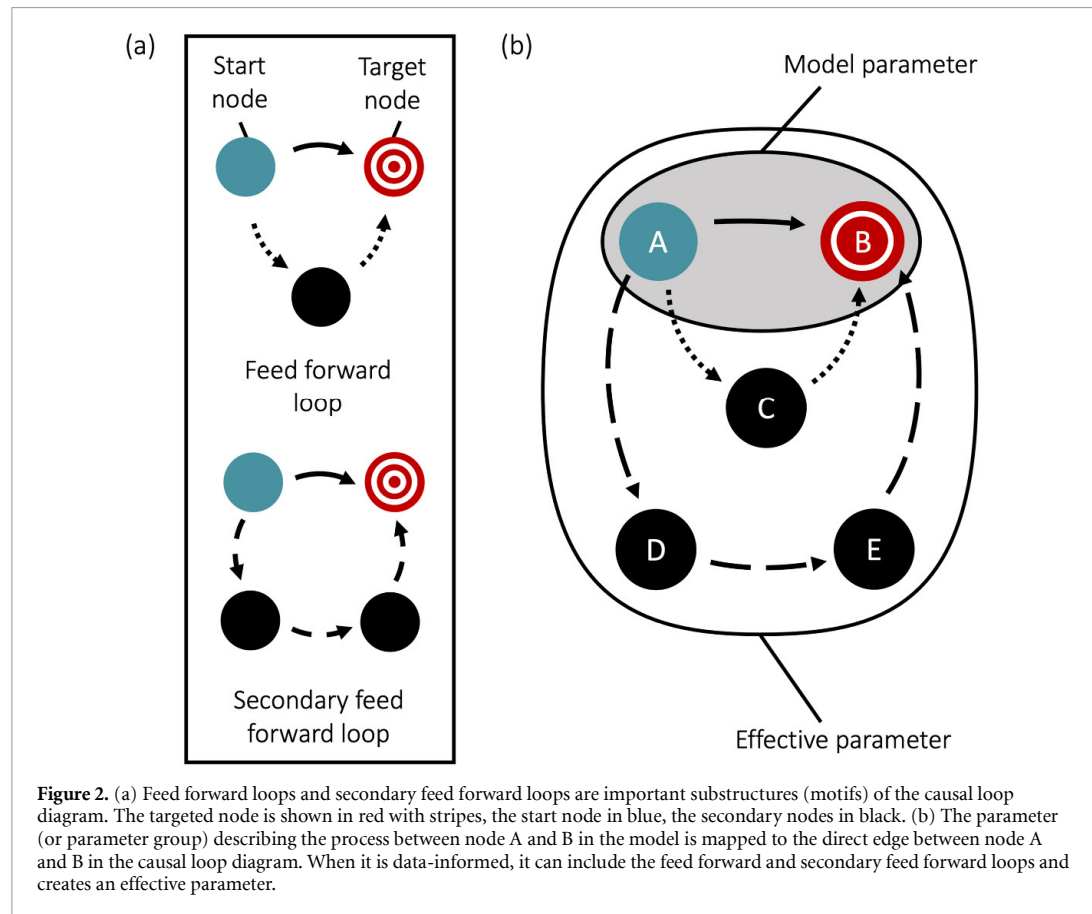 (a)
Start
node
Target
node
Feed forward
loop
Secondary feed
forward loop
(b)
Model parameter
A
B
C
D
E
Effective parameter
Figure 2. (a) Feed forward loops and secondary feed forward loops are important substructures (motifs) of the causal loop
diagram. The targeted node is shown in red with stripes, the start node in blue, the secondary nodes in black. (b) The parameter
(or parameter group) describing the process between node A and B in the model is mapped to the direct edge between node A
and B in the causal loop diagram. When it is data-informed, it can include the feed forward and secondary feed forward loops and
creates an effective parameter.